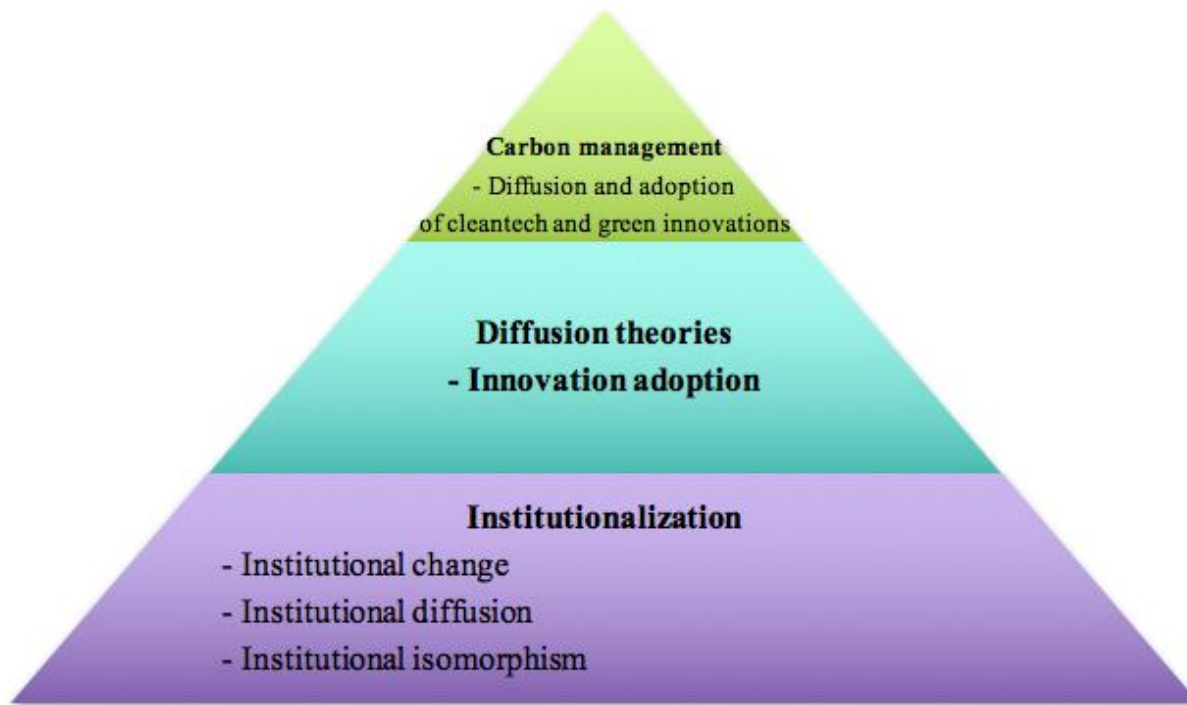 Carbon management
- Diffusion and adoption
of cleantech and green innovations
Diffusion theories
- Innovation adoption
Institutionalization
- Institutional change
- Institutional diffusion
- Institutional isomorphism